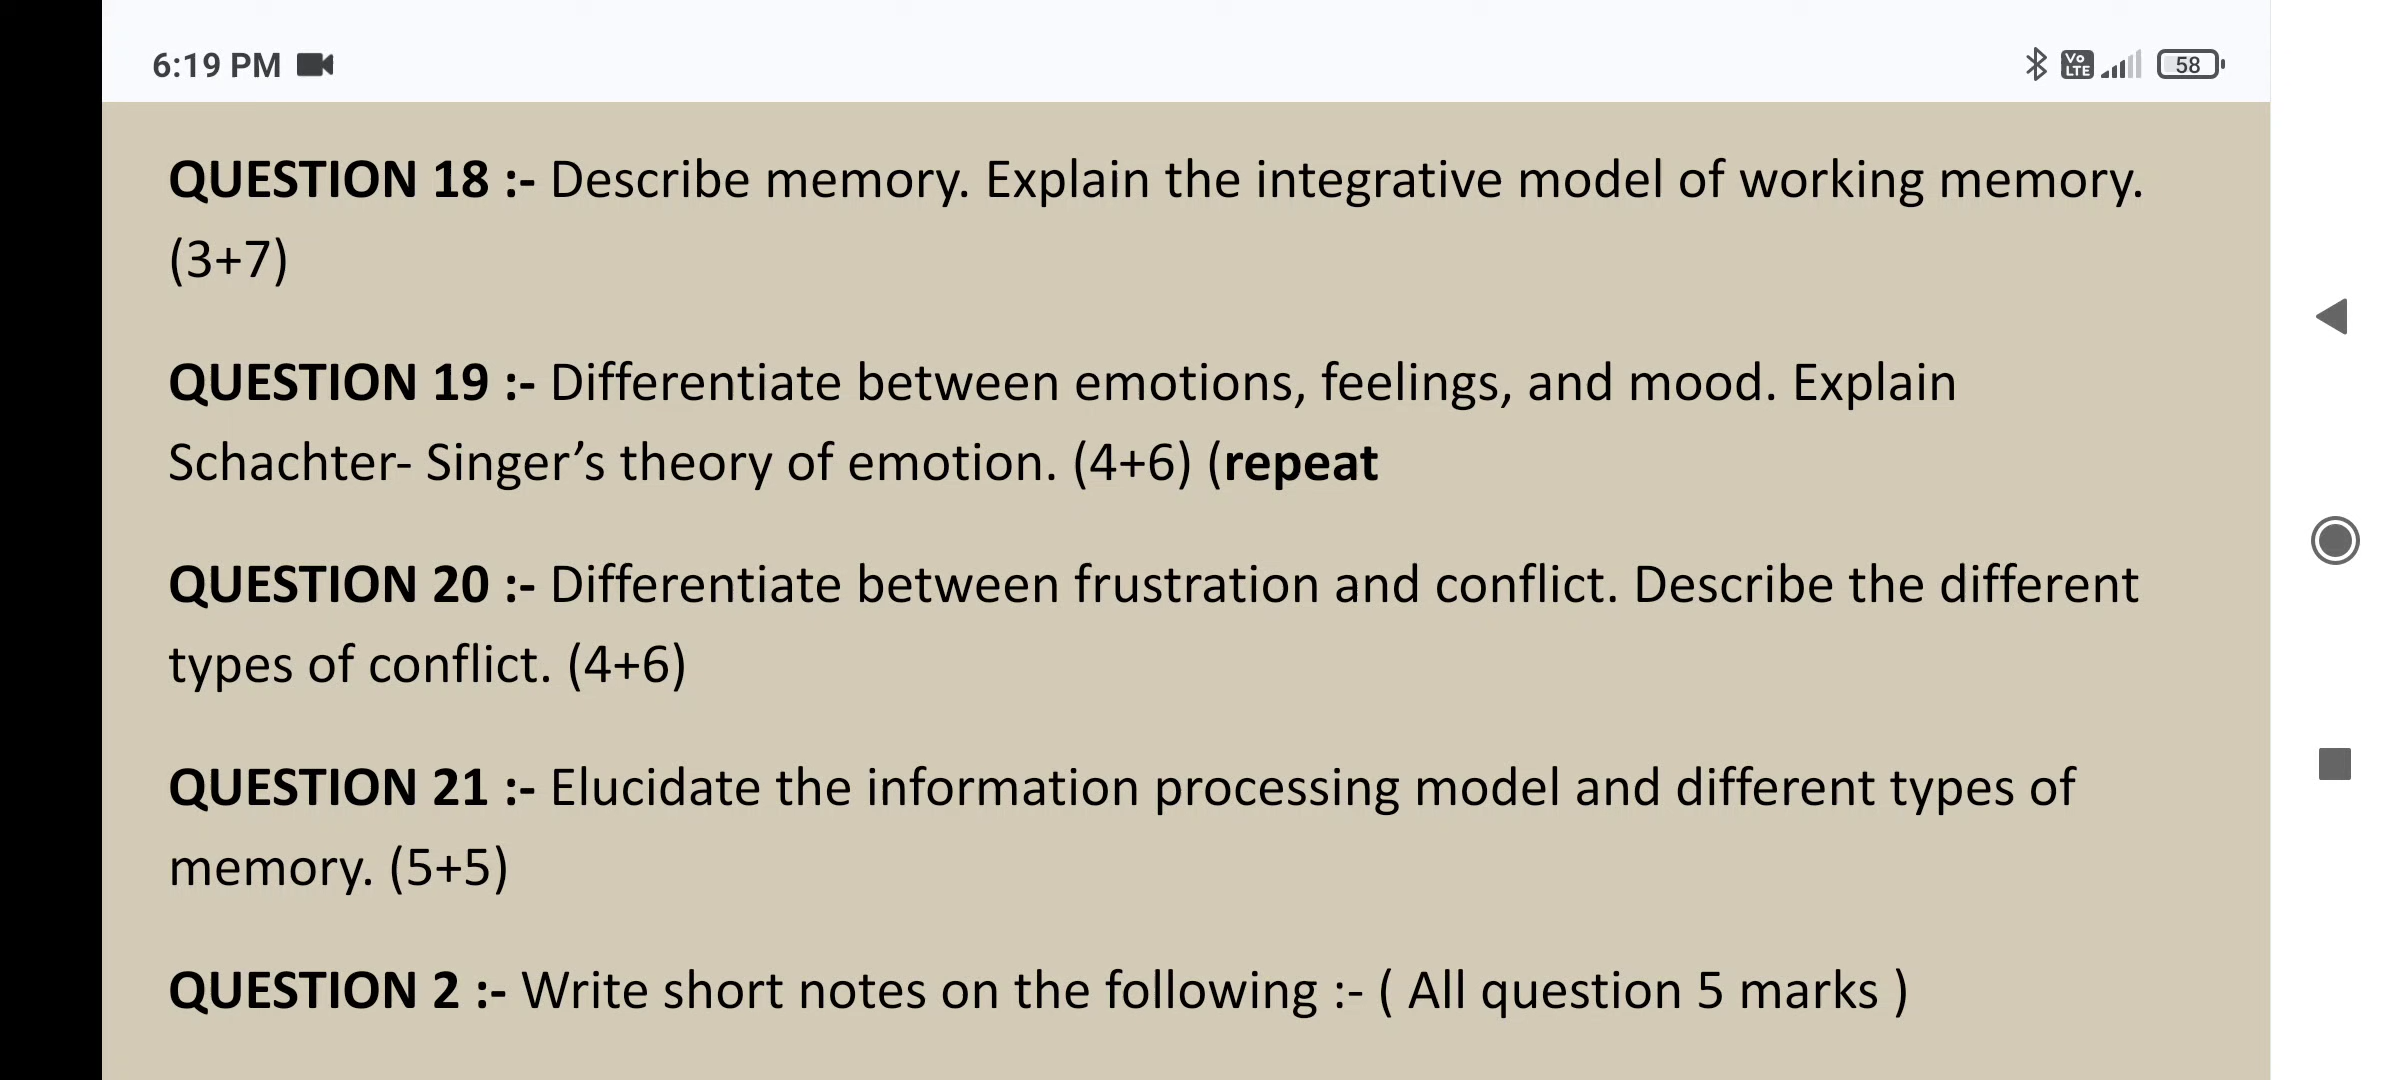 6:19 PM
Vo LTE
58
QUESTION 18 :- Describe memory. Explain the integrative model of working memory.
(3+7)
QUESTION 19 :- Differentiate between emotions, feelings, and mood. Explain
Schachter- Singer’s theory of emotion. (4+6) (repeat
QUESTION 20 :- Differentiate between frustration and conflict. Describe the different
types of conflict. (4+6)
QUESTION 21 :- Elucidate the information processing model and different types of
memory. (5+5)
QUESTION 2 :- Write short notes on the following :- ( All question 5 marks )